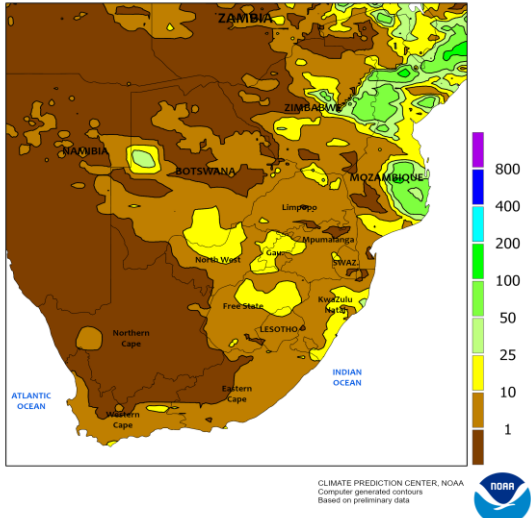 ZAMBIA
ZIMBABWE
NAMIBIA
BOTSWANA
MOZAMBIQUE
Limpopo
Mpumalanga
North West
Gau.
SWAZ.
Free State
KwaZulu
Natal
LESOTHO
Northern
Cape
INDIAN
OCEAN
Eastern
Cape
ATLANTIC
OCEAN
Western
Cape
800
400
200
100
50
25
10
1
CLIMATE PREDICTION CENTER, NOAA
Computer generated contours
Based on preliminary data
NOAA